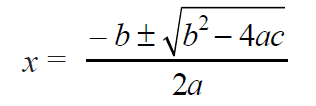 x = (-b ± √(b² - 4ac)) / (2a)